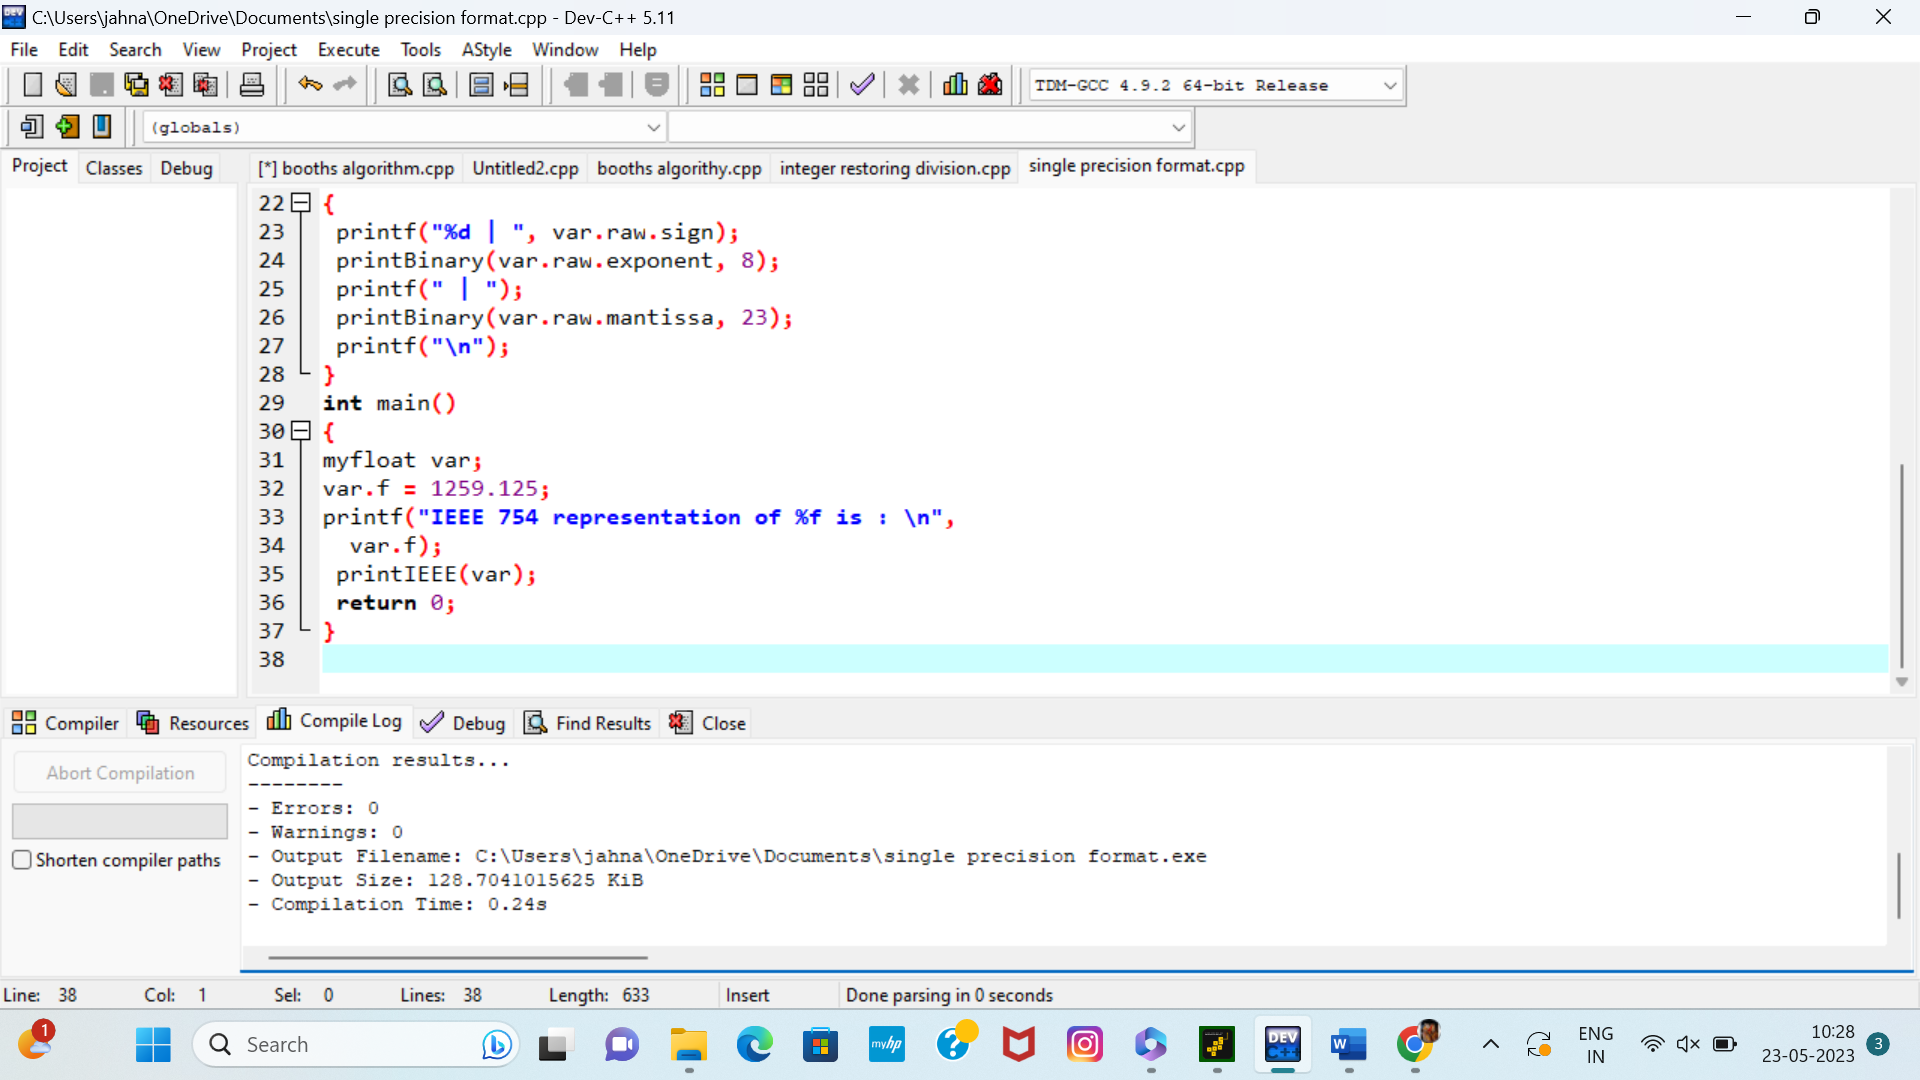 C:\Users\jahna\OneDrive\Documents\single precision format.cpp - Dev-C++ 5.11
File Edit Search View Project Execute Tools AStyle Window Help
TDM-GCC 4.9.2 64-bit Release
(globals)
Project Classes Debug
[*] booths algorithm.cpp Untitled2.cpp booths algorithy.cpp integer restoring division.cpp single precision format.cpp
22 {
23 printf("%d | ", var.raw.sign);
24 printBinary(var.raw.exponent, 8);
25 printf(" | ");
26 printBinary(var.raw.mantissa, 23);
27 printf("\n");
28 }
29 int main()
30 {
31 myfloat var;
32 var.f = 1259.125;
33 printf("IEEE 754 representation of %f is : \n",
34 var.f);
35 printIEEE(var);
36 return 0;
37 }
38
Compiler Resources Compile Log Debug Find Results Close
Abort Compilation
Shorten compiler paths
Compilation results...
--------
- Errors: 0
- Warnings: 0
- Output Filename: C:\Users\jahna\OneDrive\Documents\single precision format.exe
- Output Size: 128.7041015625 KiB
- Compilation Time: 0.24s
Line: 38 Col: 1 Sel: 0 Lines: 38 Length: 633 Insert Done parsing in 0 seconds
1
Search
myhp
?
DEV C++
W
ENG
IN
10:28
23-05-2023
3